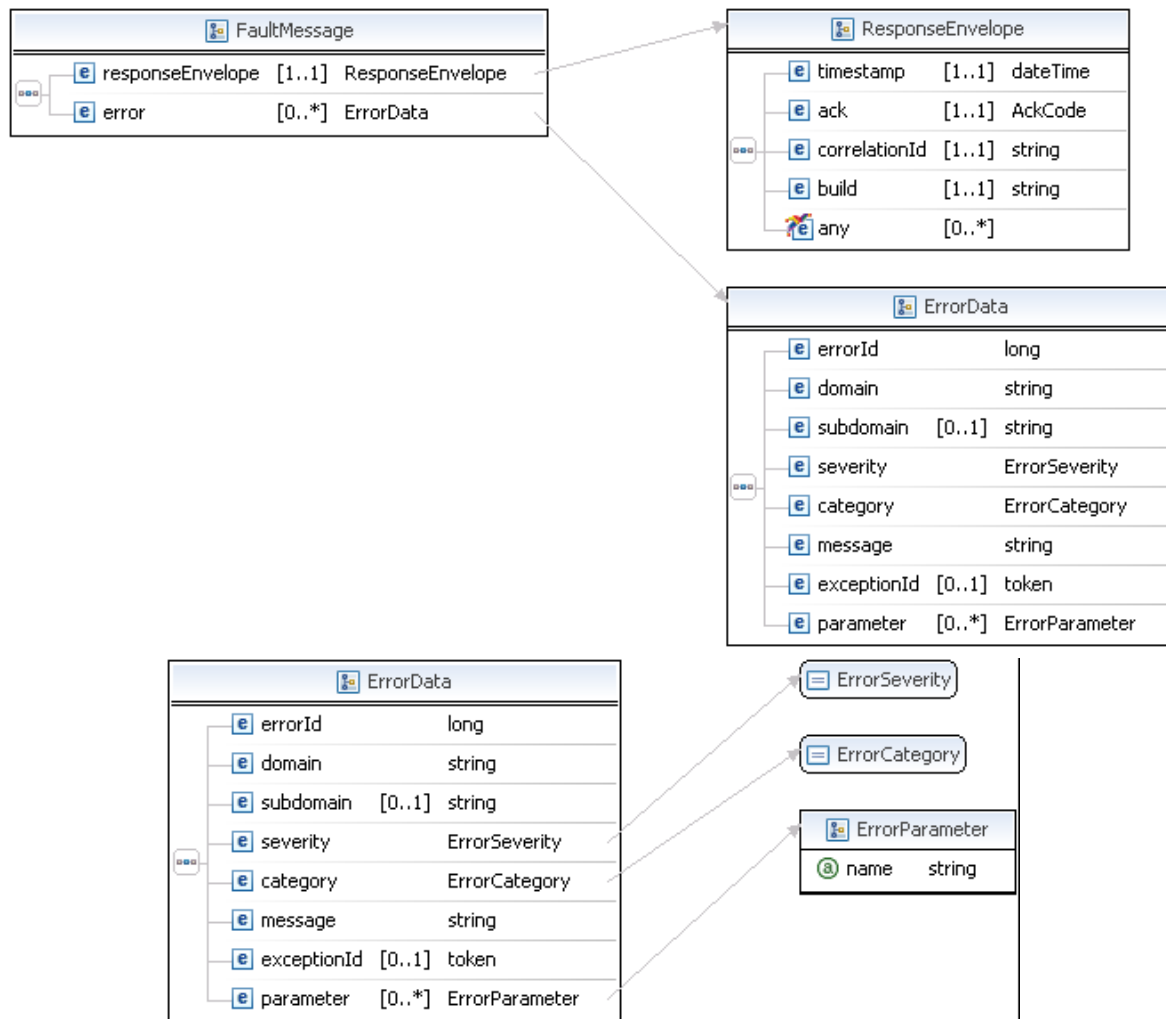 FaultMessage
e responseEnvelope [1..1] ResponseEnvelope
e error [0..*] ErrorData
ResponseEnvelope
e timestamp [1..1] dateTime
e ack [1..1] AckCode
e correlationId [1..1] string
e build [1..1] string
e any [0..*]
ErrorData
e errorId long
e domain string
e subdomain [0..1] string
e severity ErrorSeverity
e category ErrorCategory
e message string
e exceptionId [0..1] token
e parameter [0..*] ErrorParameter
ErrorData
e errorId long
e domain string
e subdomain [0..1] string
e severity ErrorSeverity
e category ErrorCategory
e message string
e exceptionId [0..1] token
e parameter [0..*] ErrorParameter
ErrorSeverity
ErrorCategory
ErrorParameter
a name string